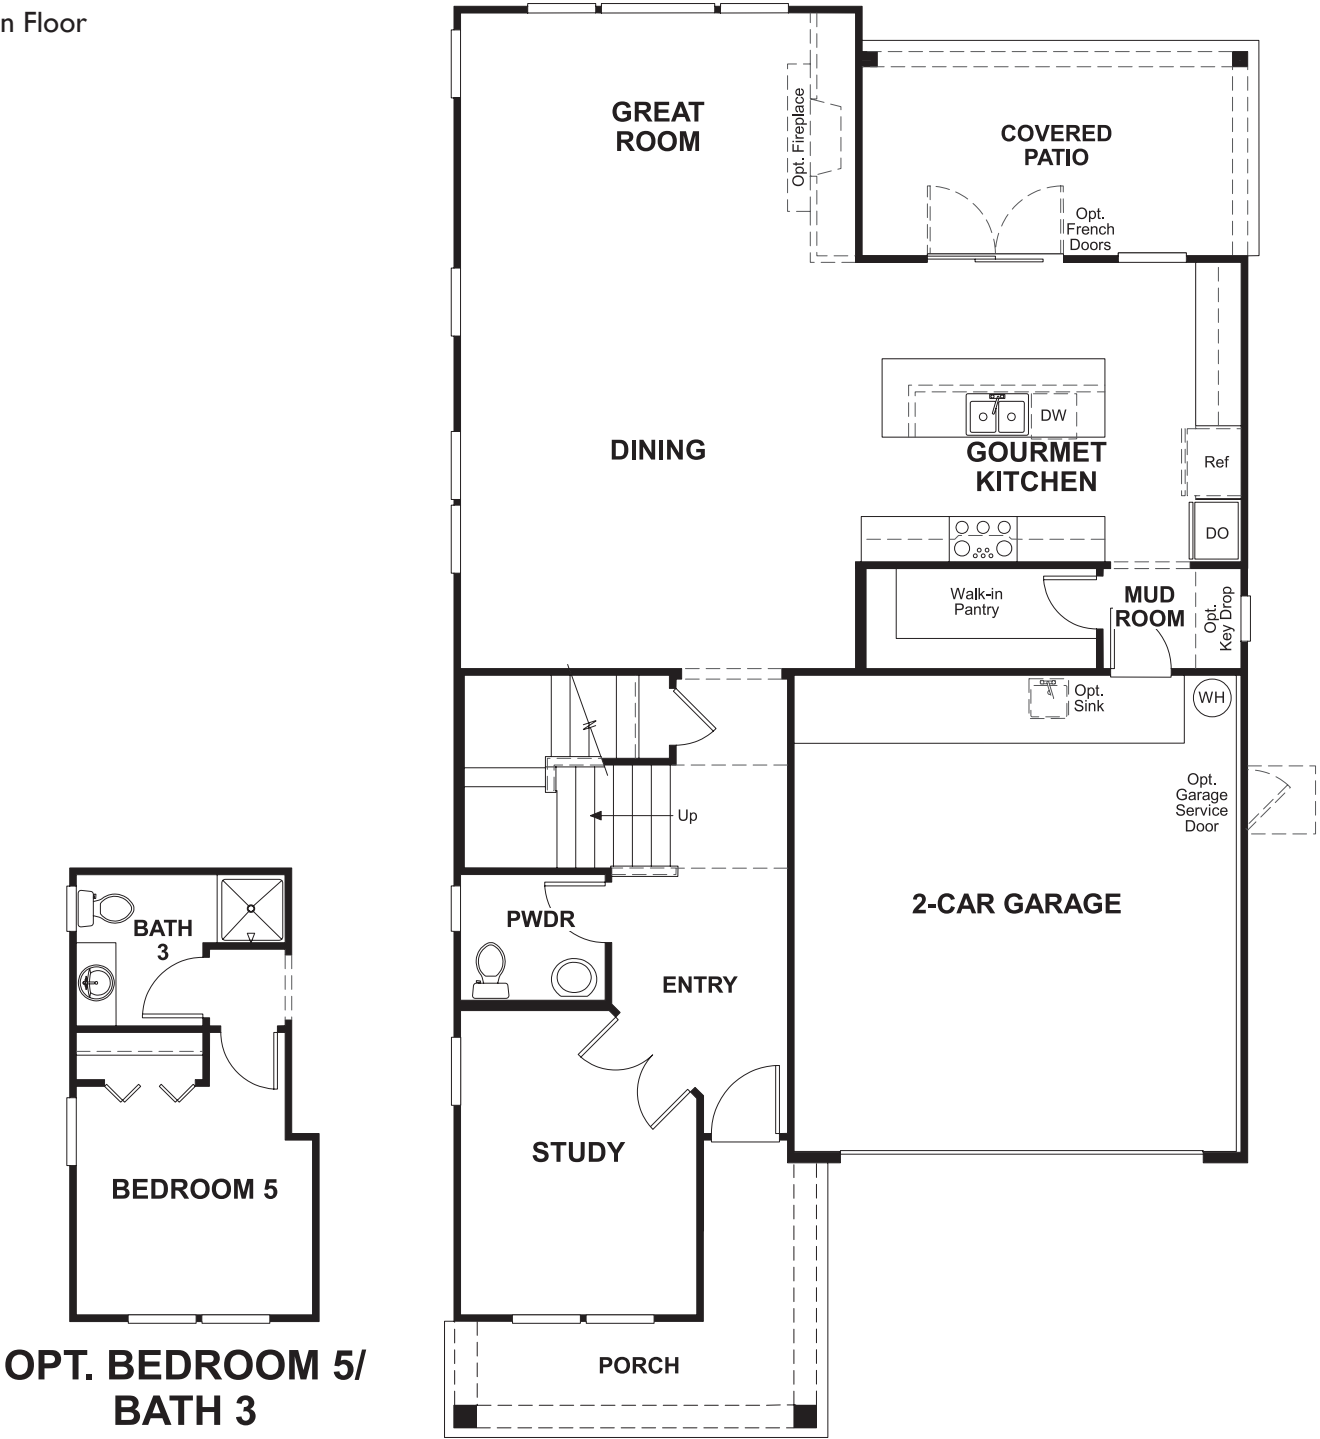 n Floor
GREAT
ROOM
Opt. Fireplace
COVERED
PATIO
Opt.
French
Doors
DINING
DW
GOURMET
KITCHEN
Ref
DO
Walk-in
Pantry
MUD
ROOM
Opt.
Key Drop
Opt.
Sink
WH
Opt.
Garage
Service
Door
Up
2-CAR GARAGE
PWDR
ENTRY
STUDY
PORCH
BATH
3
BEDROOM 5
OPT. BEDROOM 5/
BATH 3